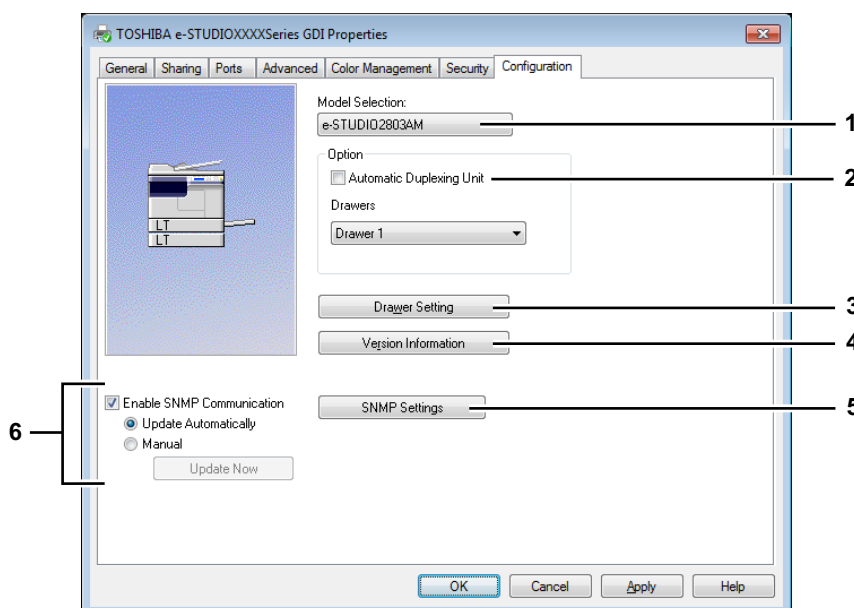 TOSHIBA e-STUDIOXXXXSeries GDI Properties
General Sharing Ports Advanced Color Management Security Configuration
Model Selection:
e-STUDIO2803AM
1
Option
Automatic Duplexing Unit
2
Drawers
Drawer 1
LT
LT
Drawer Setting
3
Version Information
4
Enable SNMP Communication
SNMP Settings
5
6
Update Automatically
Manual
Update Now
OK Cancel Apply Help